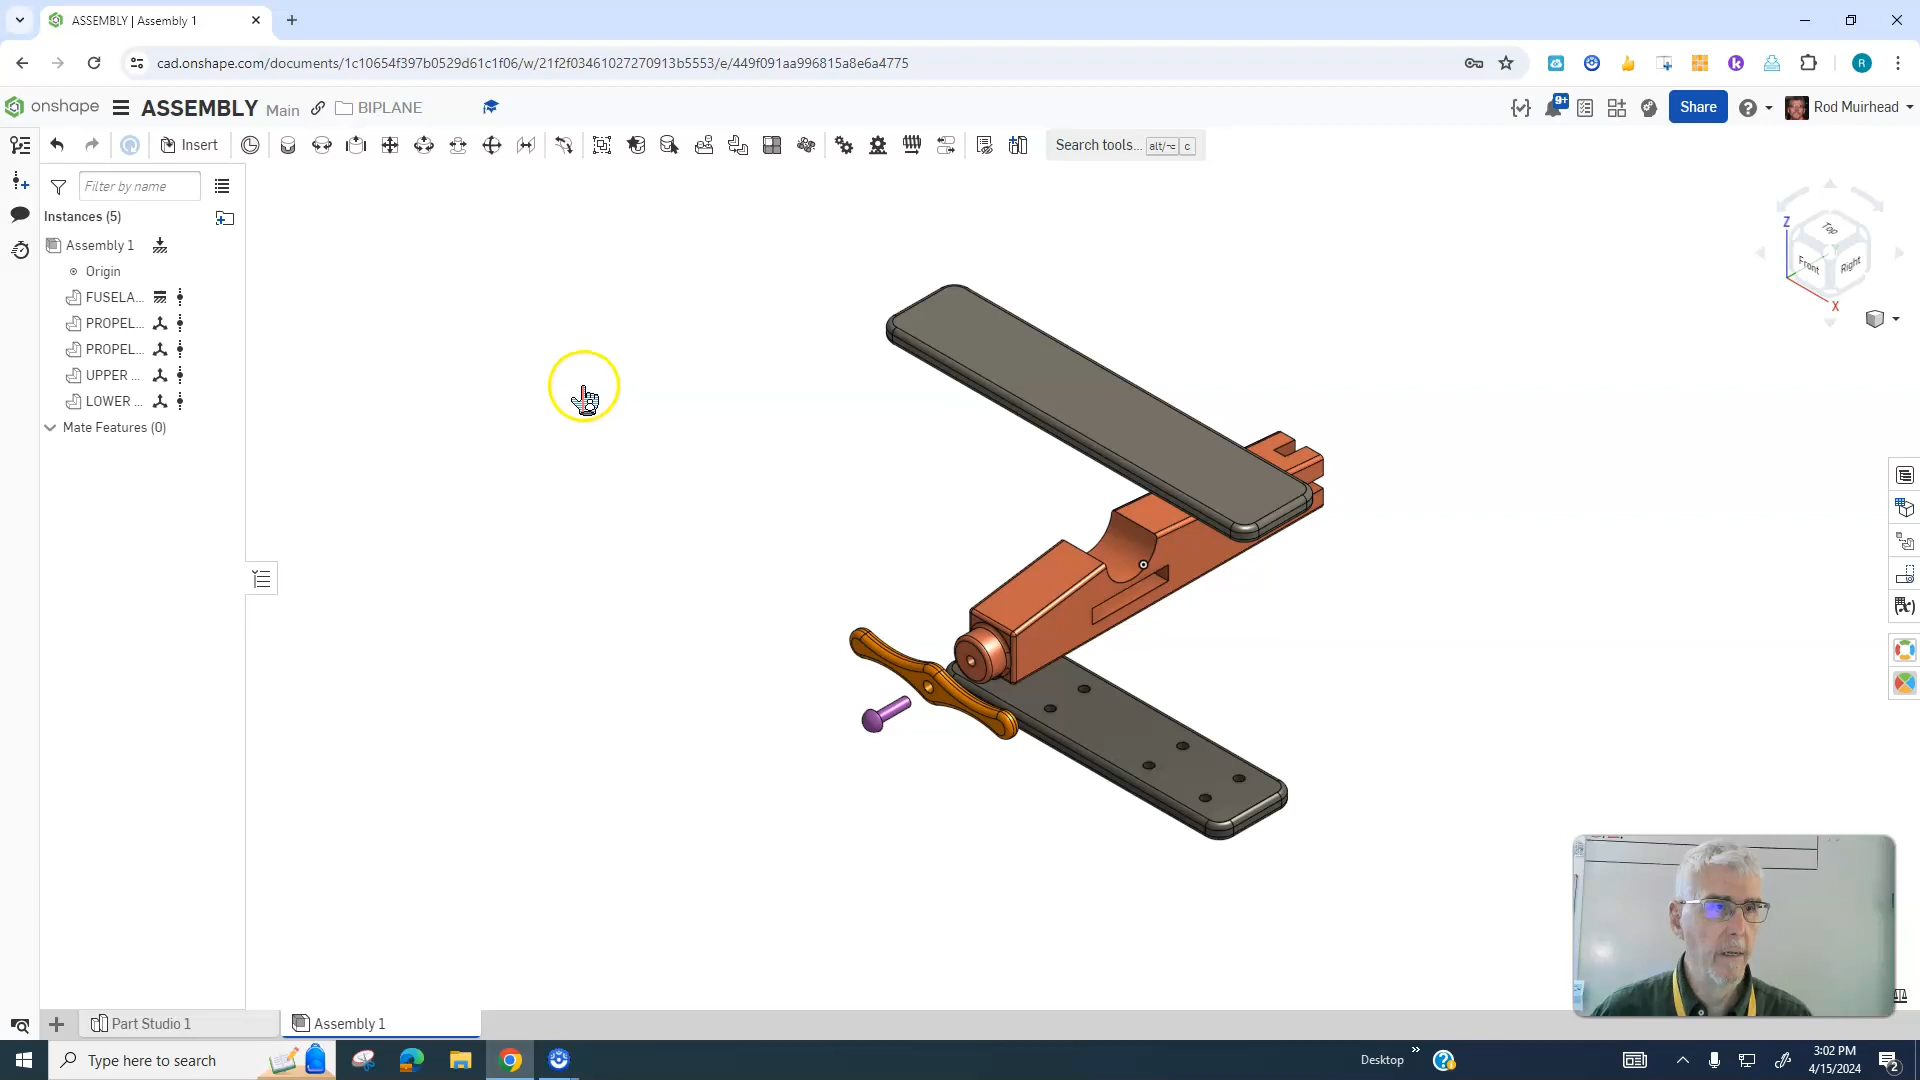 ASSEMBLY | Assembly 1
cad.onshape.com/documents/1c10654f397b0529d61c1f06/w/21f2f03461027270913b5553/e/449f091aa996815a8e6a4775
R
onshape
ASSEMBLY Main BIPLANE
9+
Share
Rod Muirhead
Insert
Search tools... alt/⌥ c
Filter by name
Instances (5)
Assembly 1
Origin
FUSELA...
PROPEL...
PROPEL...
UPPER ...
LOWER ...
Mate Features (0)
Z
Top
Front
Right
X
(x)
Part Studio 1
Assembly 1
Type here to search
Desktop
3:02 PM
4/15/2024
2